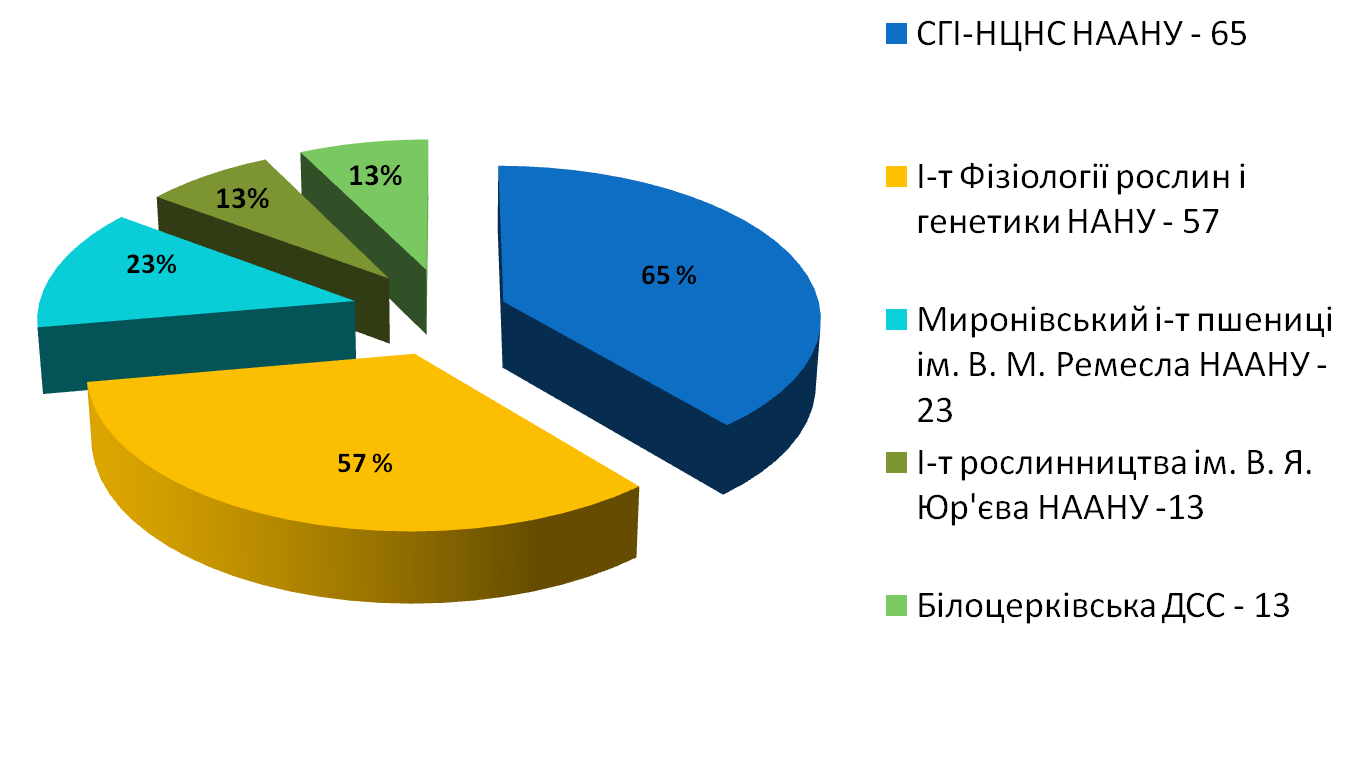 СГІ-НЦНС НААНУ - 65
І-т Фізіології рослин і
генетики НАНУ - 57
Миронівський і-т пшениці
ім. В. М. Ремесла НААНУ -
23
І-т рослинництва ім. В. Я.
Юр'єва НААНУ -13
Білоцерківська ДСС - 13
13%
13%
23%
65 %
57 %